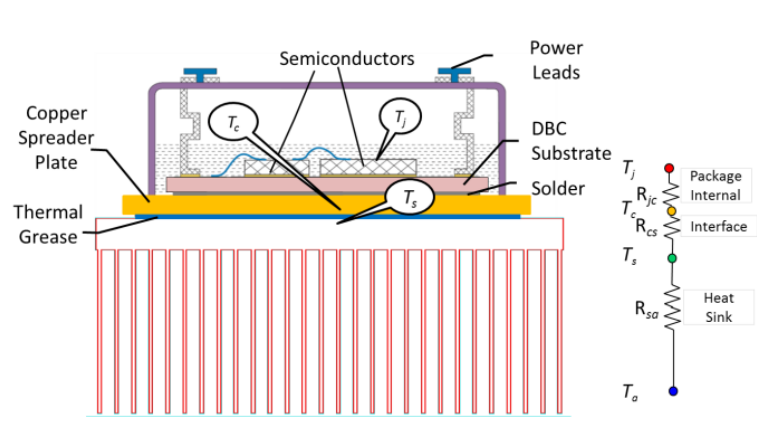 Semiconductors
Power
Leads
Copper
Spreader
Plate
T_c
T_j
DBC
Substrate
Solder
T_s
Thermal
Grease
T_j
Package
Internal
R_jc
T_c
R_cs
Interface
T_s
R_sa
Heat
Sink
T_a